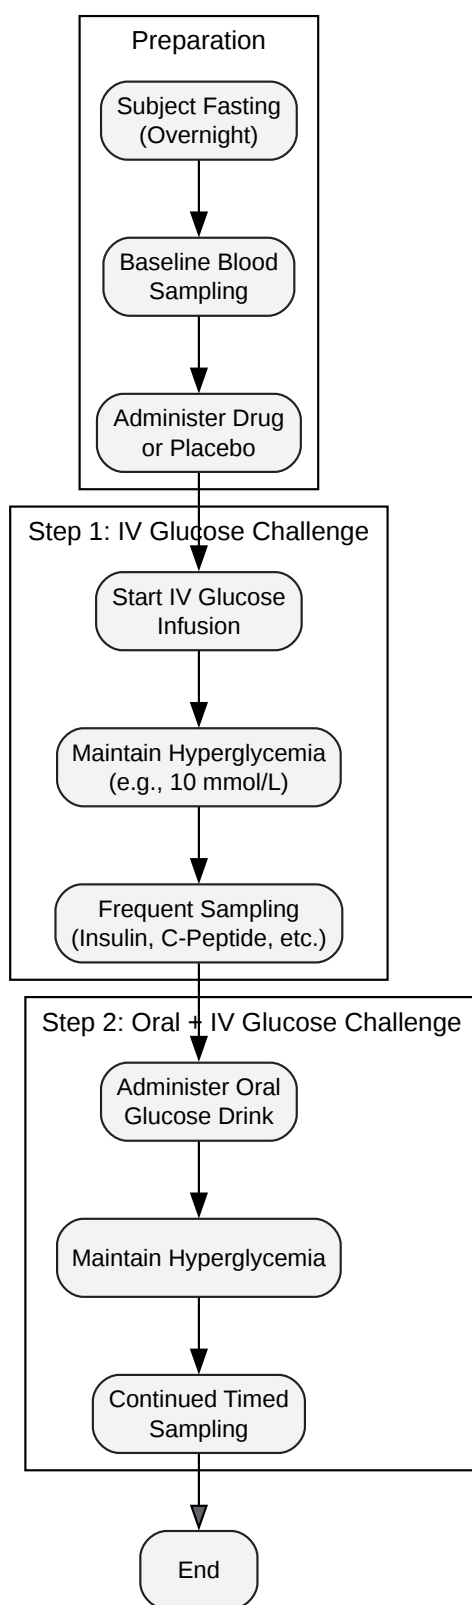 Preparation
Subject Fasting
(Overnight)
Baseline Blood
Sampling
Administer Drug
or Placebo
Step 1: IV Glucose Challenge
Start IV Glucose
Infusion
Maintain Hyperglycemia
(e.g., 10 mmol/L)
Frequent Sampling
(Insulin, C-Peptide, etc.)
Step 2: Oral + IV Glucose Challenge
Administer Oral
Glucose Drink
Maintain Hyperglycemia
Continued Timed
Sampling
End